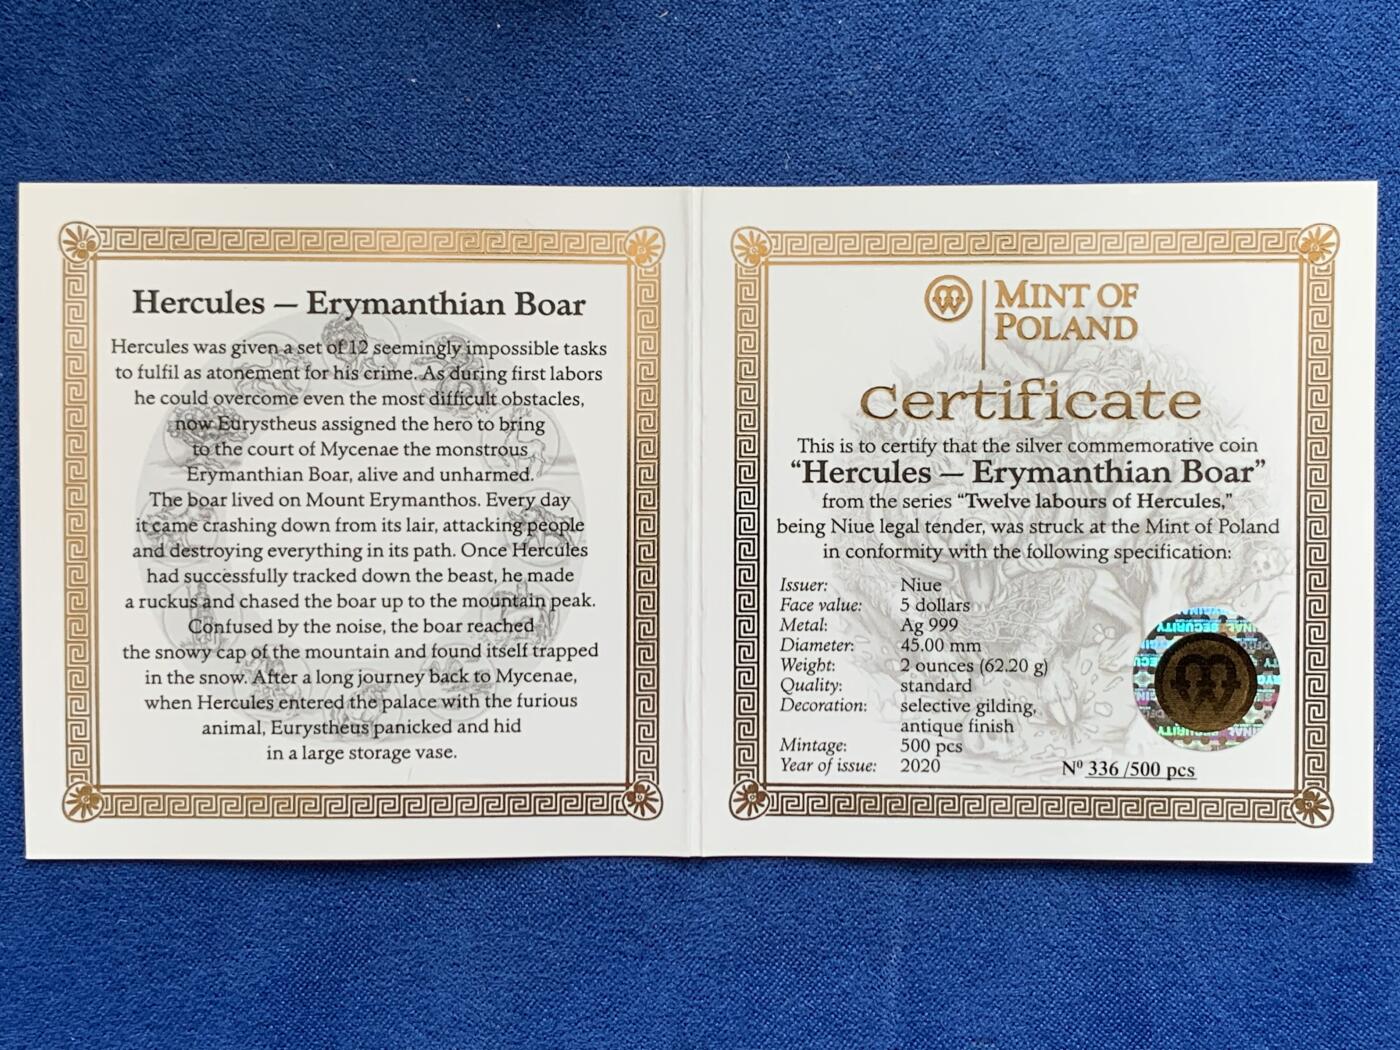 Hercules — Erymanthian Boar
Hercules was given a set of 12 seemingly impossible tasks
to fulfil as atonement for his crime. As during first labors
he could overcome even the most difficult obstacles,
now Eurystheus assigned the hero to bring
to the court of Mycenae the monstrous
Erymanthian Boar, alive and unharmed.
The boar lived on Mount Erymanthos. Every day
it came crashing down from its lair, attacking people
and destroying everything in its path. Once Hercules
had successfully tracked down the beast, he made
a ruckus and chased the boar up to the mountain peak.
Confused by the noise, the boar reached
the snowy cap of the mountain and found itself trapped
in the snow. After a long journey back to Mycenae,
when Hercules entered the palace with the furious
animal, Eurystheus panicked and hid
in a large storage vase.
MINT OF
POLAND
Certificate
This is to certify that the silver commemorative coin
“Hercules — Erymanthian Boar”
from the series “Twelve labours of Hercules,”
being Niue legal tender, was struck at the Mint of Poland
in conformity with the following specification:
Issuer: Niue
Face value: 5 dollars
Metal: Ag 999
Diameter: 45.00 mm
Weight: 2 ounces (62.20 g)
Quality: standard
Decoration: selective gilding,
antique finish
Mintage: 500 pcs
Year of issue: 2020
Nº 336 /500 pcs
SECURITY